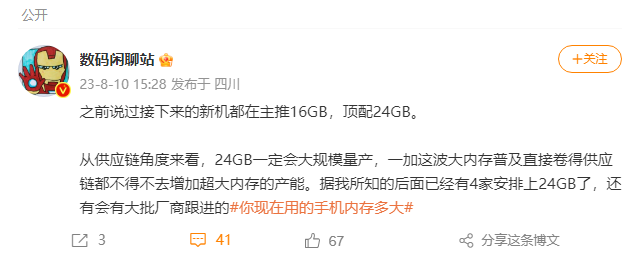 公开
数码闲聊站
+关注
23-8-10 15:28 发布于 四川
之前说过接下来的新机都在主推16GB，顶配24GB。
从供应链角度来看，24GB一定会大规模量产，一加这波大内存普及直接卷得供应
链都不得不去增加超大内存的产能。据我所知的后面已经有4家安排上24GB了，还
有会有大批厂商跟进的#你现在用的手机内存多大#
3
41
67
分享这条博文